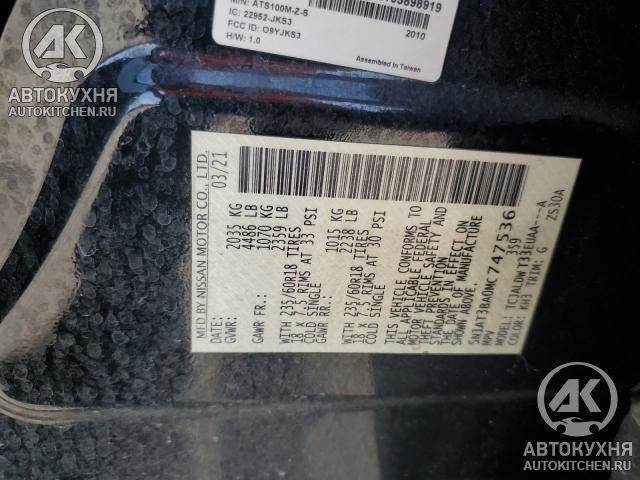 M/N: ATS100M-Z-S
IC: 22952-JKS3
FCC ID: O9YJKS3
H/W: 1.0
2010
Assembled in Taiwan
АК
АВТОКУХНЯ
AUTOKITCHEN.RU
MFD BY NISSAN MOTOR CO., LTD.
DATE: 03/21
GVWR: 2035 KG
4486 LB
GAWR FR: 1070 KG
2359 LB
WITH 235/60R18 TIRES
18 X 7.5 RIMS AT 33 PSI
COLD SINGLE
GAWR RR: 1015 KG
2238 LB
WITH 235/60R18 TIRES
18 X 7.5 RIMS AT 30 PSI
COLD SINGLE
THIS VEHICLE CONFORMS TO
ALL APPLICABLE U.S. FEDERAL
MOTOR VEHICLE SAFETY AND
THEFT PREVENTION
STANDARDS IN EFFECT ON THE
DATE OF MANUFACTURE
SHOWN ABOVE.
747536
MPV 359
COLOR: KH3 TRIM: G ZS30A
АК
АВТОКУХНЯ
AUTOKITCHEN.RU